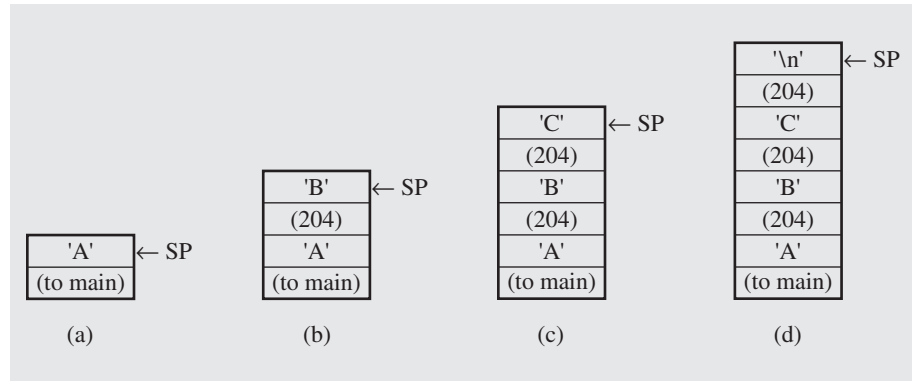 'A' ← SP
(to main)
(a)
'B' ← SP
(204)
'A'
(to main)
(b)
'C' ← SP
(204)
'B'
(204)
'A'
(to main)
(c)
'\n' ← SP
(204)
'C'
(204)
'B'
(204)
'A'
(to main)
(d)